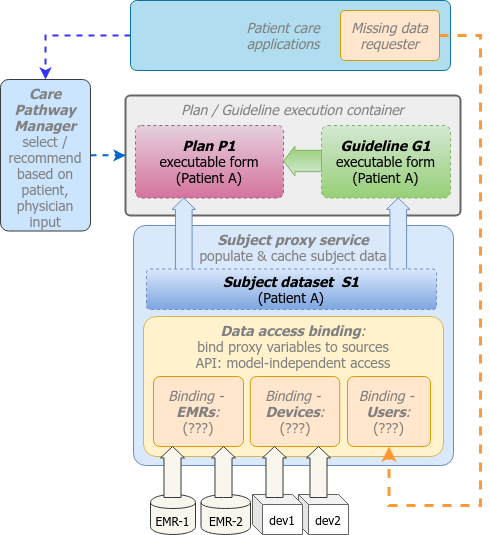 Patient care
applications
Missing data
requester
Care
Pathway
Manager
select /
recommend
based on
patient,
physician
input
Plan / Guideline execution container
Plan P1
executable form
(Patient A)
Guideline G1
executable form
(Patient A)
Subject proxy service
populate & cache subject data
Subject dataset S1
(Patient A)
Data access binding:
bind proxy variables to sources
API: model-independent access
Binding -
EMRs:
(???)
Binding -
Devices:
(???)
Binding -
Users:
(???)
EMR-1
EMR-2
dev1
dev2